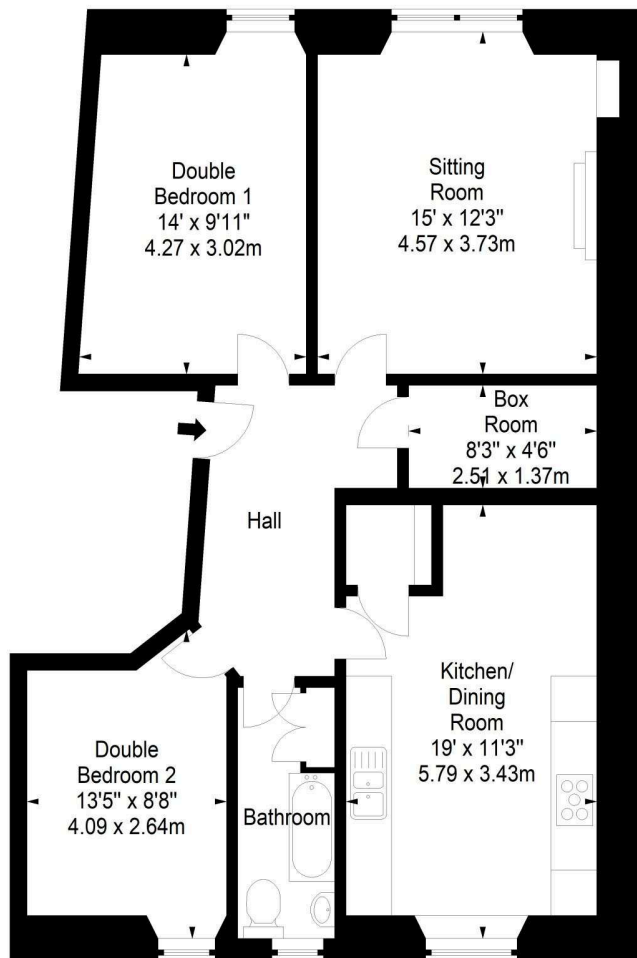 Double
Bedroom 1
14' x 9'11"
4.27 x 3.02m
Sitting
Room
15' x 12'3"
4.57 x 3.73m
Box
Room
8'3" x 4'6"
2.51 x 1.37m
Hall
Kitchen/
Dining
Room
19' x 11'3"
5.79 x 3.43m
Double
Bedroom 2
13'5" x 8'8"
4.09 x 2.64m
Bathroom